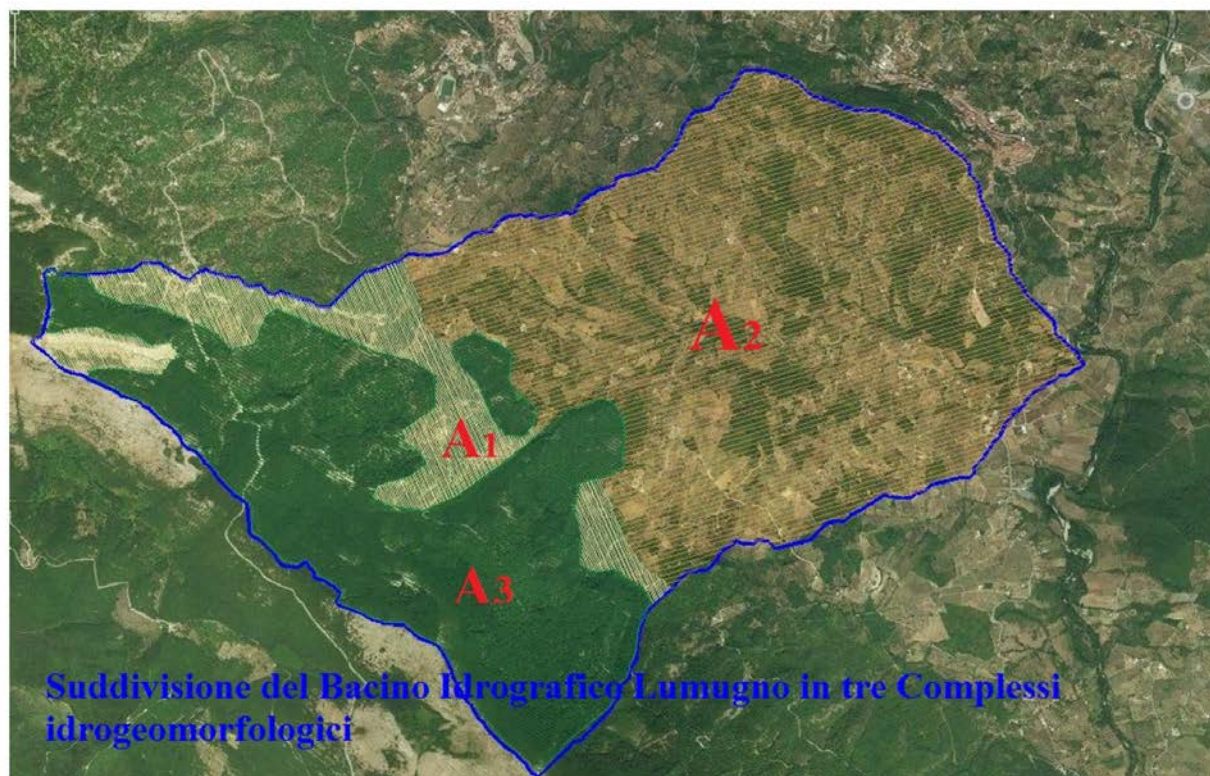 A2
A1
A3
Suddivisione del Bacino Idrografico Lumugno in tre Complessi
idrogeomorfologici